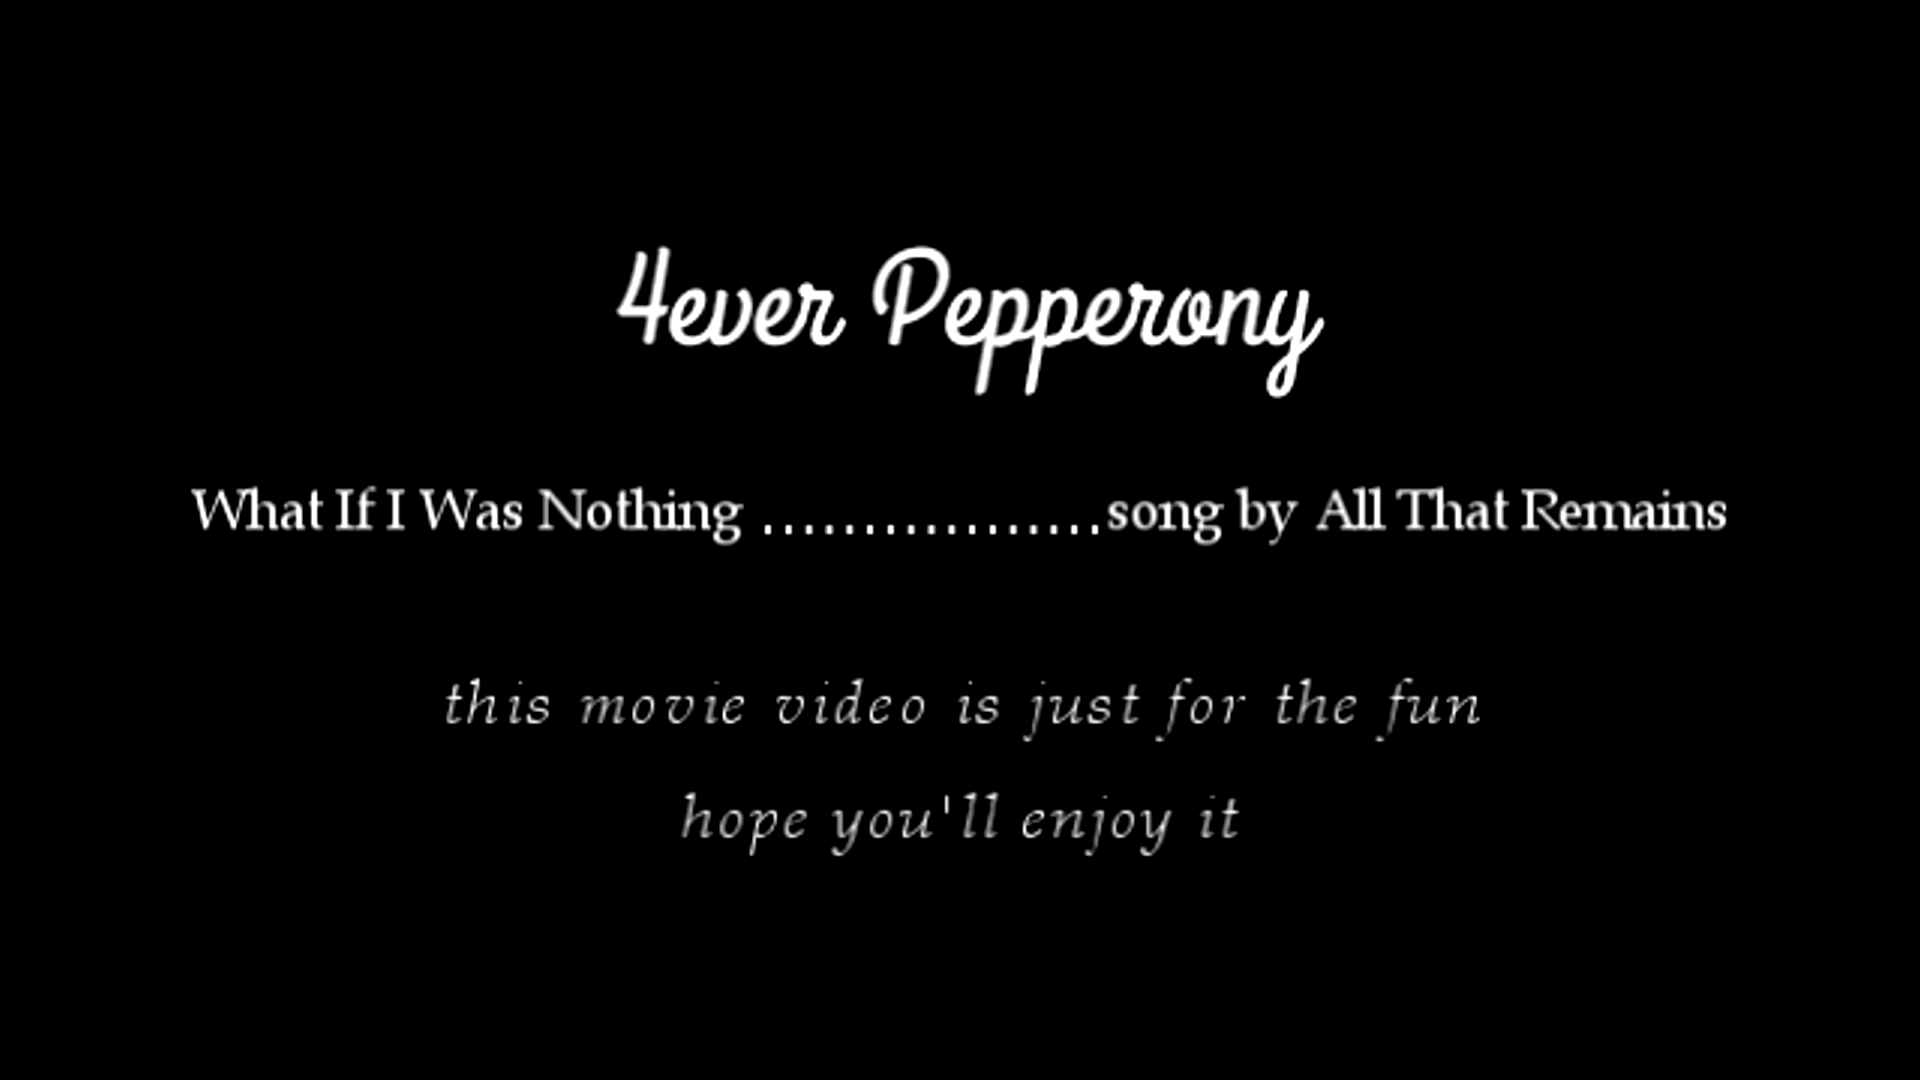 4ever Pepperony
What If I Was Nothing .................song by All That Remains
this movie video is just for the fun
hope you'll enjoy it